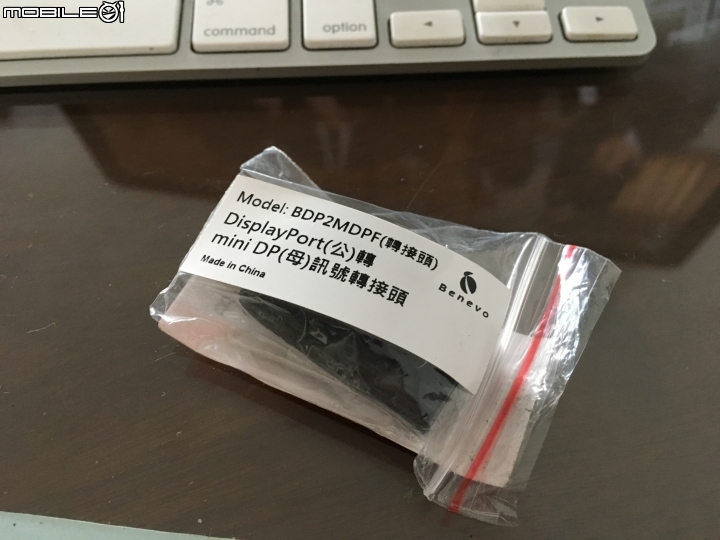 MOBILE01
command
option
Model: BDP2MDPF(轉接頭)
DisplayPort(公)轉
mini DP(母)訊號轉接頭
Made in China
Benevo